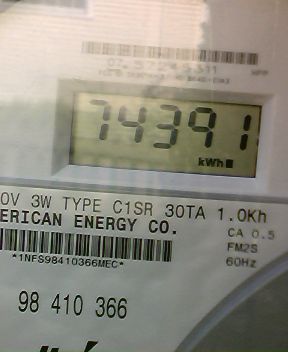 74391
kWh
0V 3W TYPE C1SR 30TA 1.0Kh
ERICAN ENERGY CO.
CA 0.5
FM2S
60Hz
*1NFS98410366MEC*
98 410 366